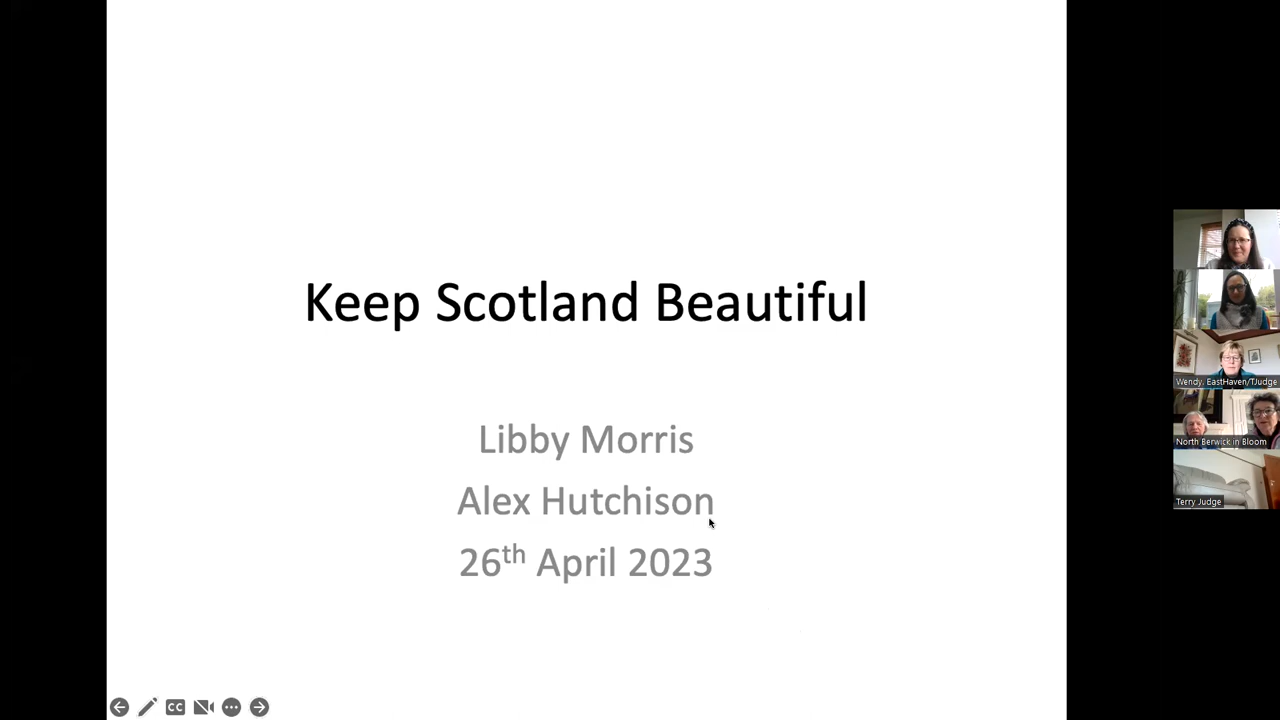 Keep Scotland Beautiful
Libby Morris
Alex Hutchison
26th April 2023
CC
Wendy, EastHaven/TJudge
North Berwick in Bloom
Terry Judge